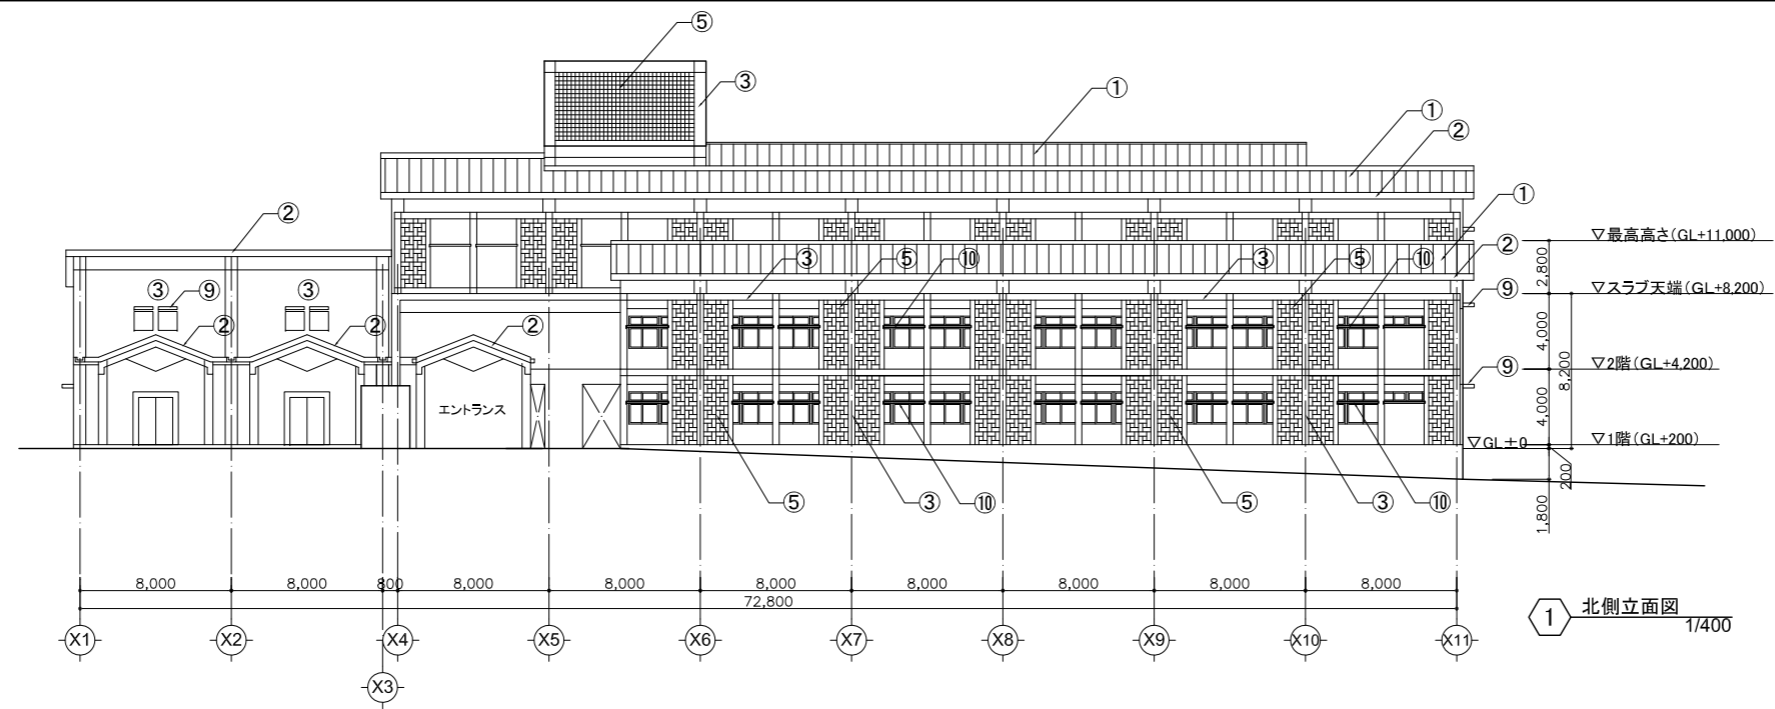 ⑤
③
①
①
②
①
②
②
▽最高高さ(GL+11,000)
2,800
③ ⑤ ⑩ ③ ⑤ ⑩
③ ⑨ ③
⑨
▽スラブ天端(GL+8,200)
② ② ②
4,000
8,200
⑨
▽2階(GL+4,200)
エントランス
4,000
▽GL±0
▽1階(GL+200)
200
⑤ ③ ⑩ ⑤ ③ ⑩
1,800
8,000 8,000 800 8,000 8,000 8,000 8,000 8,000 8,000 8,000
72,800
X1 X2 X4 X5 X6 X7 X8 X9 X10 X11
X3
1 北側立面図
1/400